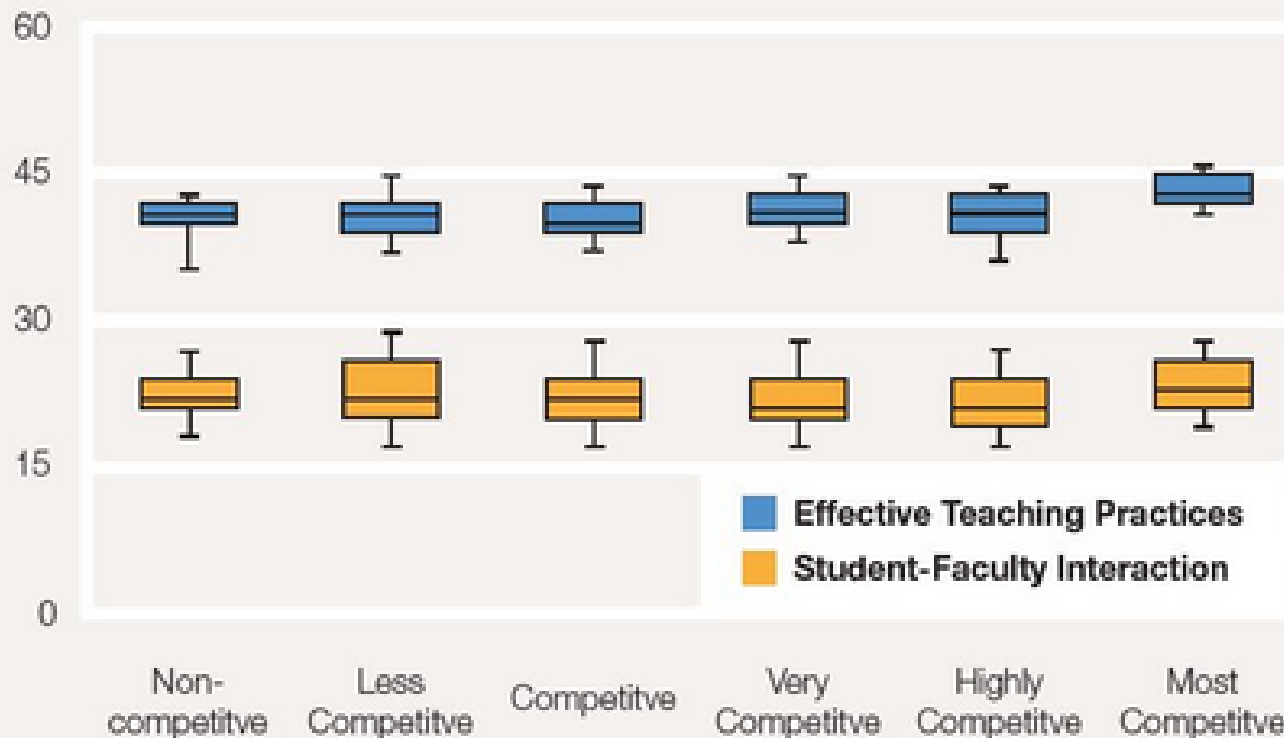 60
45
30
15
0
Effective Teaching Practices
Student-Faculty Interaction
Non-
competitve
Less
Competitve
Competitve
Very
Competitve
Highly
Competitve
Most
Competitve